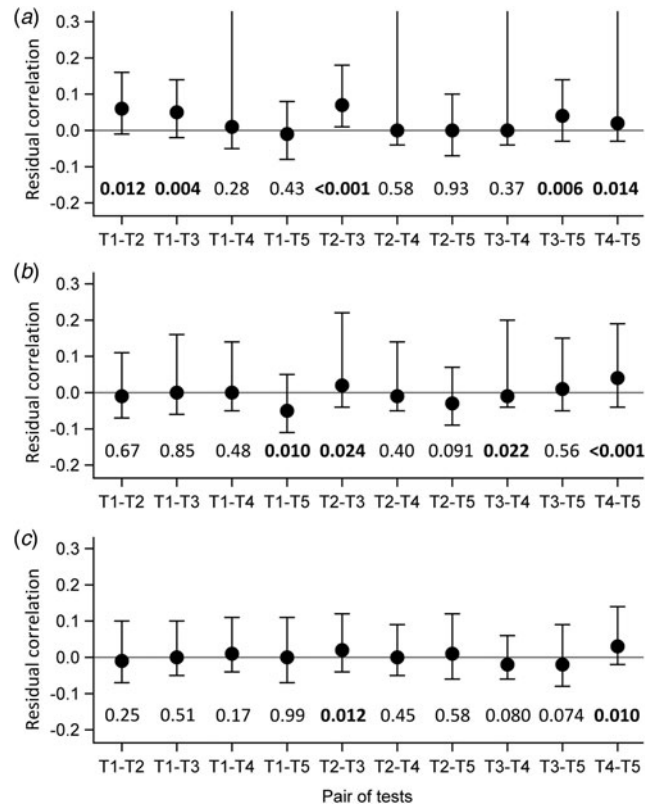 (a)
0.3
0.2
0.1
0.0
-0.1
-0.2
Residual correlation
0.012 0.004 0.28 0.43 <0.001 0.58 0.93 0.37 0.006 0.014
T1-T2 T1-T3 T1-T4 T1-T5 T2-T3 T2-T4 T2-T5 T3-T4 T3-T5 T4-T5
(b)
0.3
0.2
0.1
0.0
-0.1
-0.2
Residual correlation
0.67 0.85 0.48 0.010 0.024 0.40 0.091 0.022 0.56 <0.001
T1-T2 T1-T3 T1-T4 T1-T5 T2-T3 T2-T4 T2-T5 T3-T4 T3-T5 T4-T5
(c)
0.3
0.2
0.1
0.0
-0.1
-0.2
Residual correlation
0.25 0.51 0.17 0.99 0.012 0.45 0.58 0.080 0.074 0.010
T1-T2 T1-T3 T1-T4 T1-T5 T2-T3 T2-T4 T2-T5 T3-T4 T3-T5 T4-T5
Pair of tests